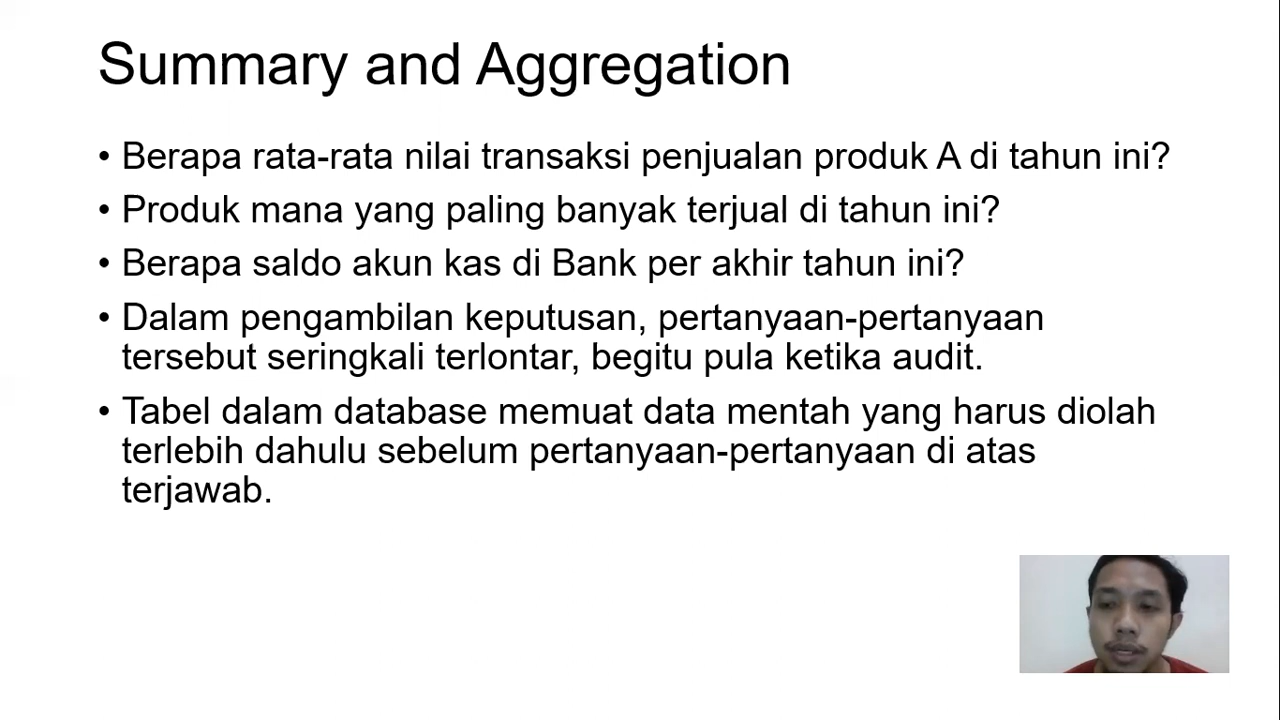 Summary and Aggregation
• Berapa rata-rata nilai transaksi penjualan produk A di tahun ini?
• Produk mana yang paling banyak terjual di tahun ini?
• Berapa saldo akun kas di Bank per akhir tahun ini?
• Dalam pengambilan keputusan, pertanyaan-pertanyaan
tersebut seringkali terlontar, begitu pula ketika audit.
• Tabel dalam database memuat data mentah yang harus diolah
terlebih dahulu sebelum pertanyaan-pertanyaan di atas
terjawab.